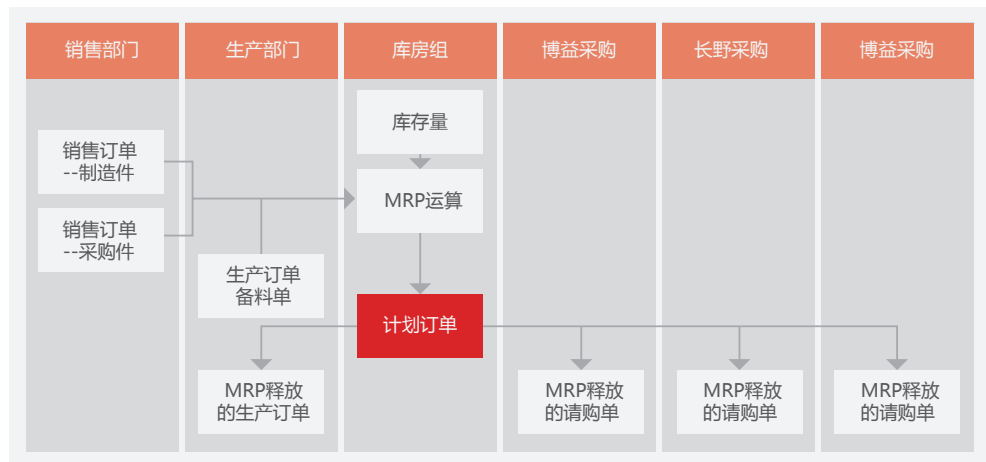 销售部门
生产部门
库房组
博益采购
长野采购
博益采购
库存量
销售订单
--制造件
MRP运算
销售订单
--采购件
生产订单
备料单
计划订单
MRP释放
的生产订单
MRP释放
的请购单
MRP释放
的请购单
MRP释放
的请购单